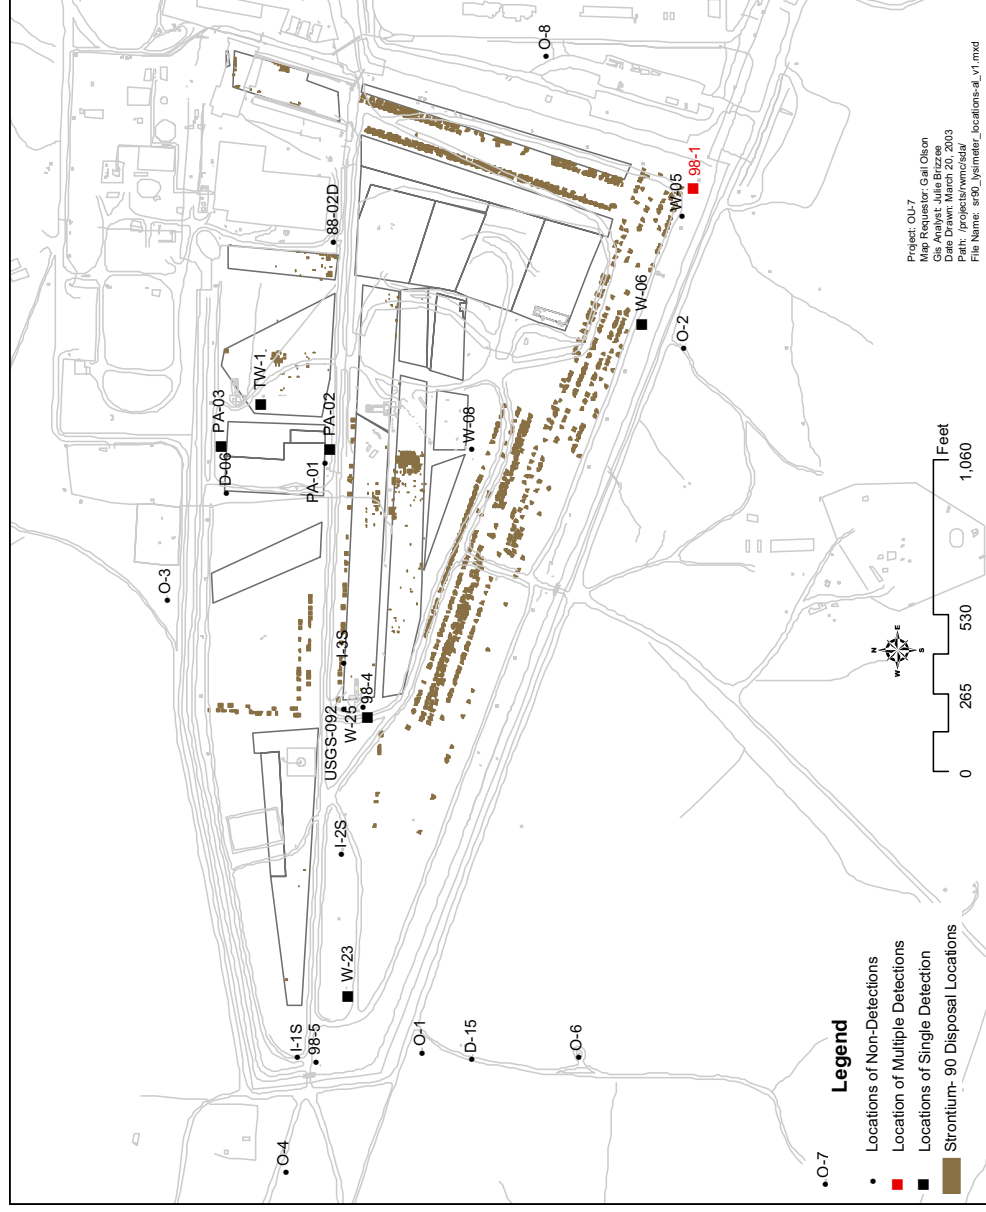 O-8
88-02D
W-05
98-1
PA-03
TW-1
D-06
PA-02
PA-01
W-06
O-2
W-08
O-3
I-3S
USGS-092
W-25
98-4
I-2S
W-23
I-1S
98-5
O-1
D-15
O-6
O-4
O-7
Project: OU-7
Map Requestor: Gail Olson
Gis Analyst: Julie Brizzee
Date Drawn: March 20, 2003
Path: /projects/rwmc/sda/
File Name: sr90_lysimeter_locations-al_v1.mxd
N
W
E
S
Feet
0
265
530
1,060
Legend
Locations of Non-Detections
Location of Multiple Detections
Locations of Single Detection
Strontium- 90 Disposal Locations